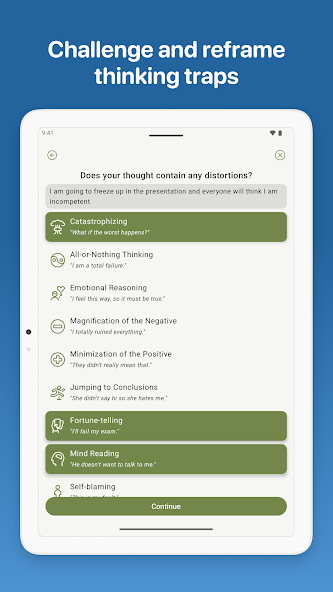 Challenge and reframe
thinking traps
9:41
Does your thought contain any distortions?
I am going to freeze up in the presentation and everyone will think I am
incompetent.
Catastrophizing
"What if the worst happens?"
All-or-Nothing Thinking
"I am a total failure."
Emotional Reasoning
"I feel this way, so it must be true."
Magnification of the Negative
"I totally ruined everything."
Minimization of the Positive
"They didn't really mean that."
Jumping to Conclusions
"She didn't say hi so she hates me."
Fortune-telling
"I'll fail my exam."
Mind Reading
"He doesn't want to talk to me."
Self-blaming
Continue